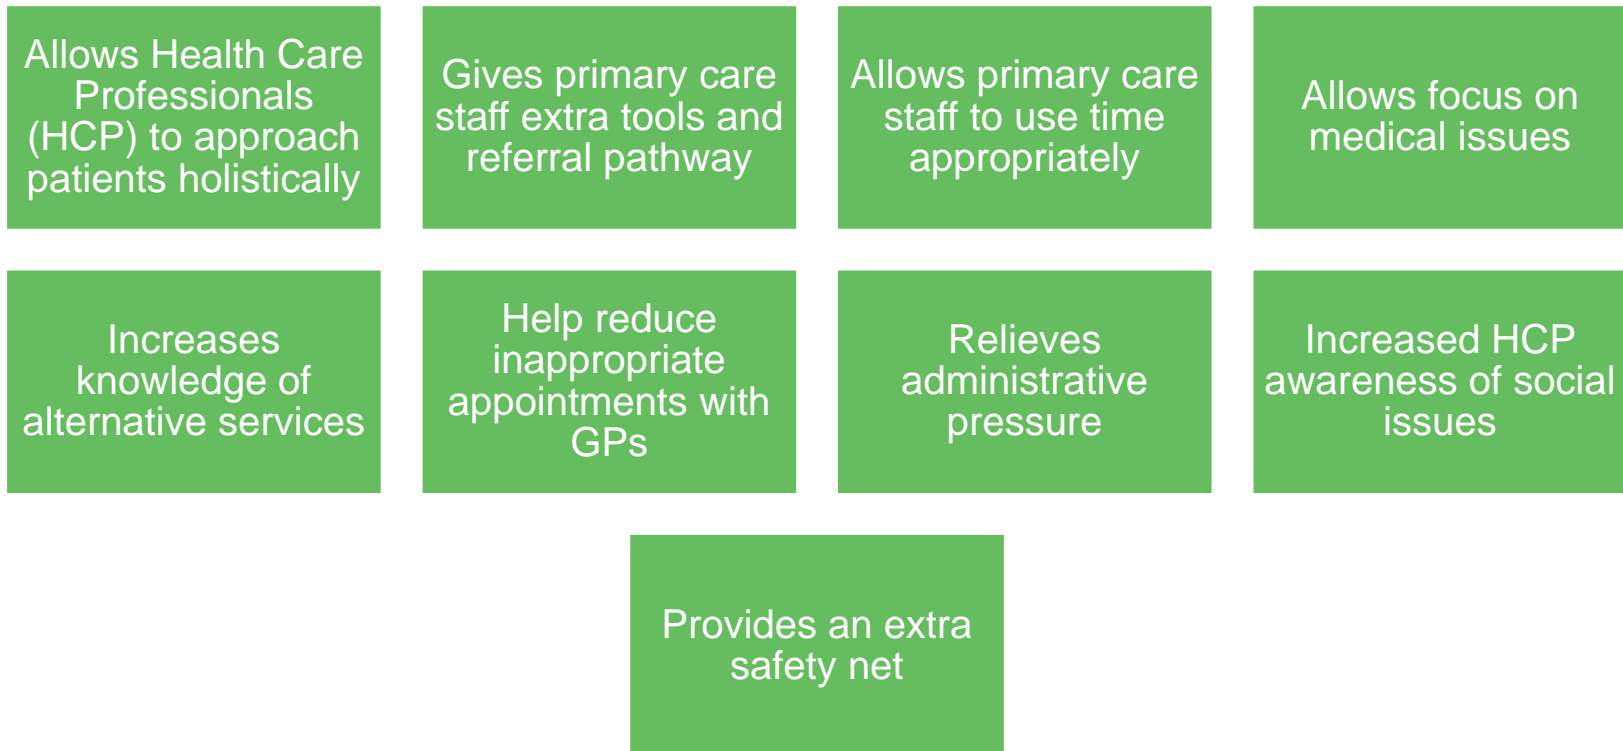 Allows Health Care
Professionals
(HCP) to approach
patients holistically
Gives primary care
staff extra tools and
referral pathway
Allows primary care
staff to use time
appropriately
Allows focus on
medical issues
Increases
knowledge of
alternative services
Help reduce
inappropriate
appointments with
GPs
Relieves
administrative
pressure
Increased HCP
awareness of social
issues
Provides an extra
safety net